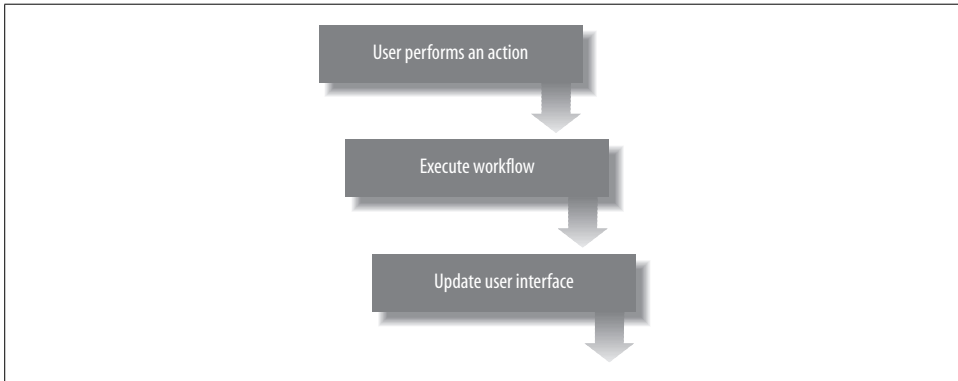 User performs an action
Execute workflow
Update user interface